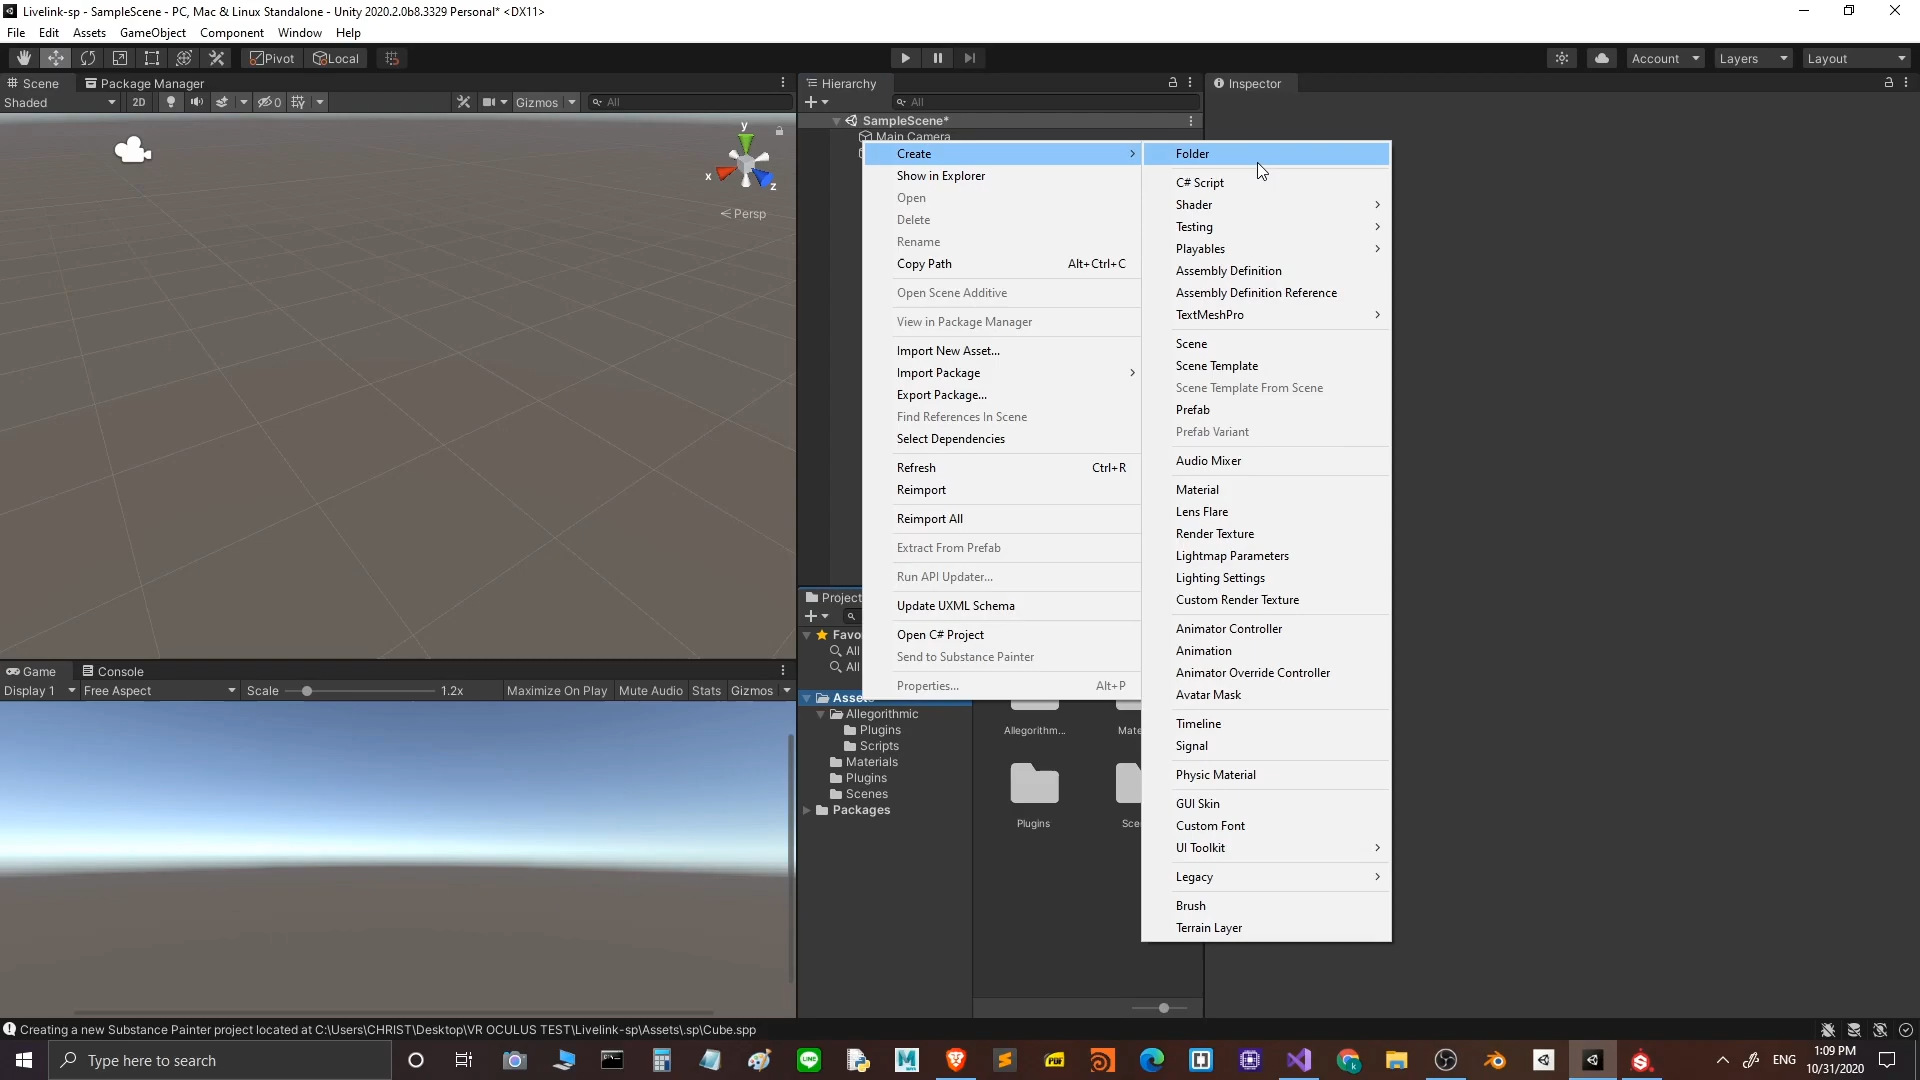 Livelink-sp - SampleScene - PC, Mac & Linux Standalone - Unity 2020.2.0b8.3329 Personal* <DX11>
File Edit Assets GameObject Component Window Help
Pivot Local Account Layers Layout
Scene Package Manager
Shaded 2D 0 Gizmos All
y
x
z
Persp
Hierarchy
All
SampleScene*
Main Camera
Inspector
Create
Show in Explorer
Open
Delete
Rename
Copy Path Alt+Ctrl+C
Open Scene Additive
View in Package Manager
Import New Asset...
Import Package
Export Package...
Find References In Scene
Select Dependencies
Refresh Ctrl+R
Reimport
Reimport All
Extract From Prefab
Run API Updater...
Update UXML Schema
Open C# Project
Send to Substance Painter
Properties... Alt+P
Folder
C# Script
Shader
Testing
Playables
Assembly Definition
Assembly Definition Reference
TextMeshPro
Scene
Scene Template
Scene Template From Scene
Prefab
Prefab Variant
Audio Mixer
Material
Lens Flare
Render Texture
Lightmap Parameters
Lighting Settings
Custom Render Texture
Animator Controller
Animation
Animator Override Controller
Avatar Mask
Timeline
Signal
Physic Material
GUI Skin
Custom Font
UI Toolkit
Legacy
Brush
Terrain Layer
Project
Favo
All
All
Assets
Allegorithmic
Plugins
Scripts
Materials
Plugins
Scenes
Packages
Allegorithm...
Mate
Plugins
Sce
Game Console
Display 1 Free Aspect Scale 1.2x Maximize On Play Mute Audio Stats Gizmos
Creating a new Substance Painter project located at C:\Users\CHRIST\Desktop\VR OCULUS TEST\Livelink-sp\Assets\.sp\Cube.spp
Type here to search
ENG
1:09 PM
10/31/2020